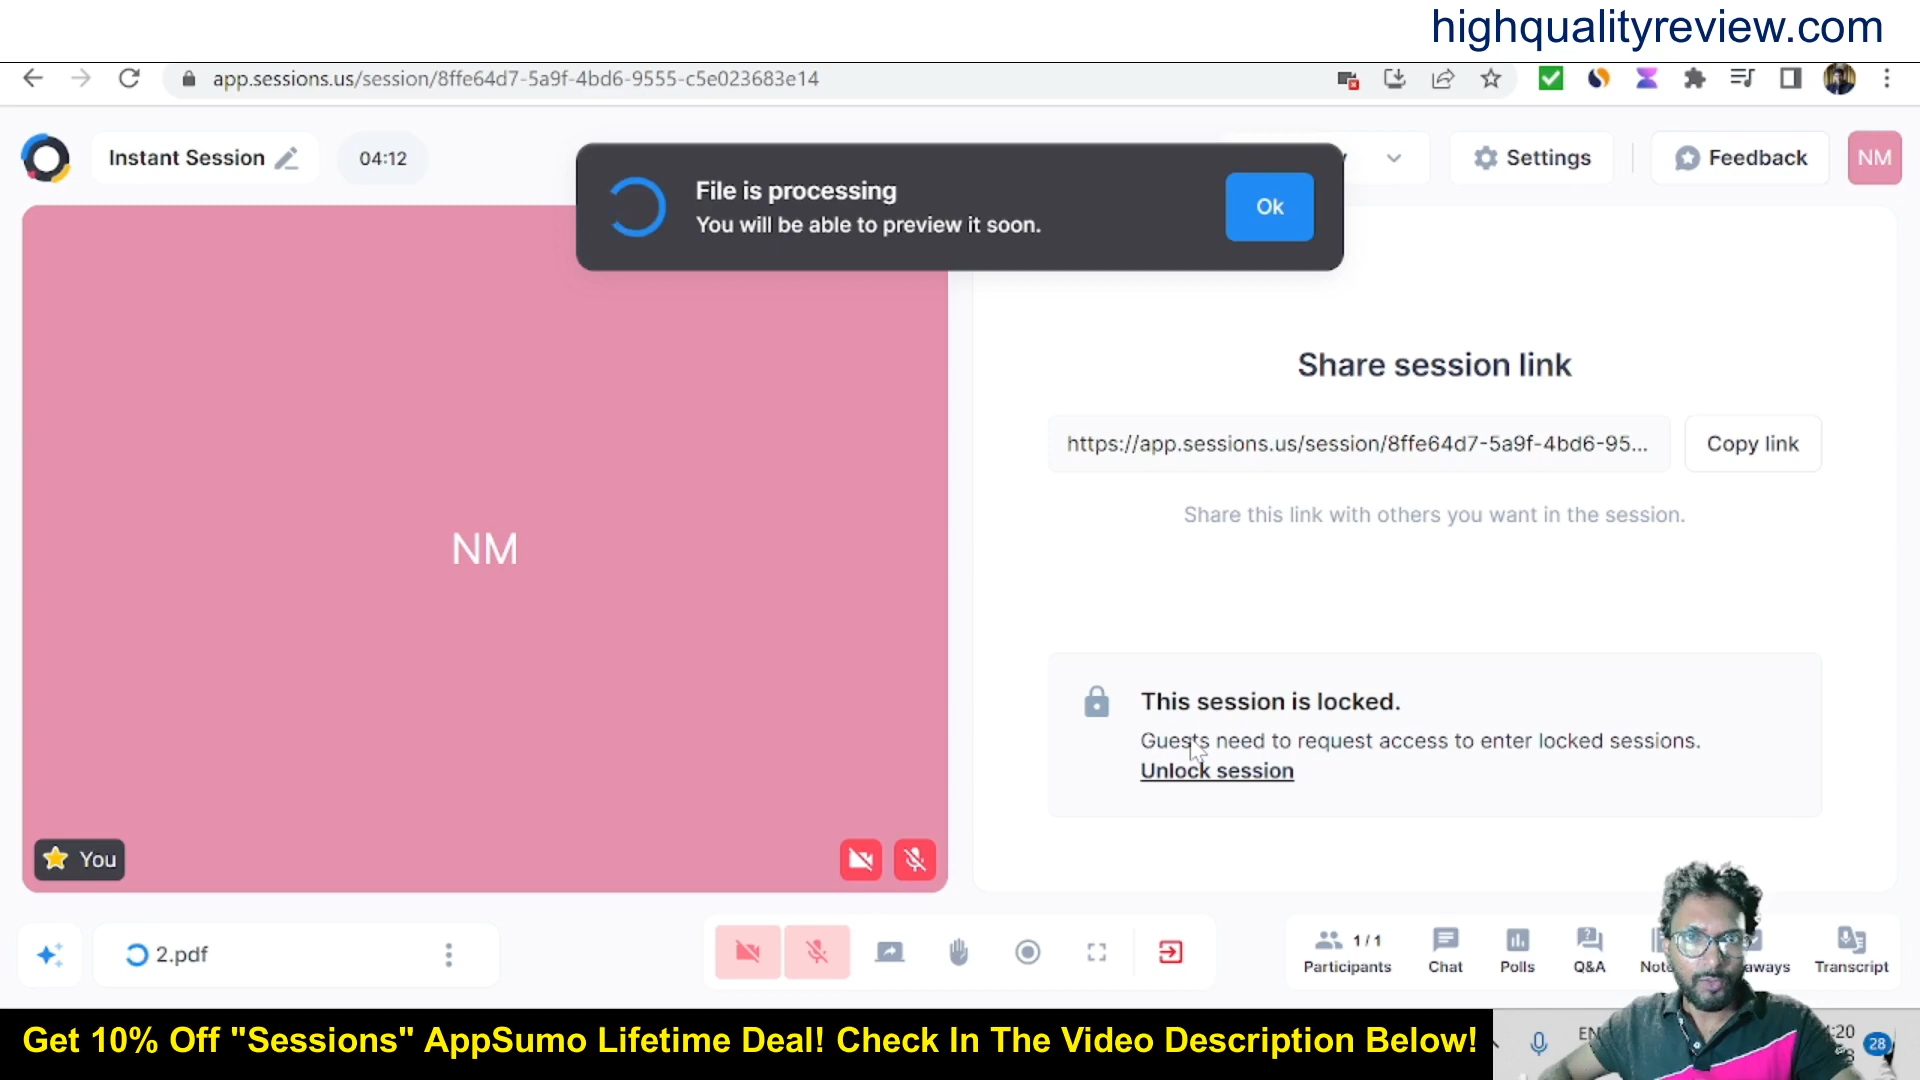 highqualityreview.com
app.sessions.us/session/8ffe64d7-5a9f-4bd6-9555-c5e023683e14
Instant Session
04:12
File is processing
You will be able to preview it soon.
Ok
Settings
Feedback
NM
NM
Share session link
https://app.sessions.us/session/8ffe64d7-5a9f-4bd6-95...
Copy link
Share this link with others you want in the session.
This session is locked.
Guests need to request access to enter locked sessions.
Unlock session
You
2.pdf
1 / 1
Participants
Chat
Polls
Q&A
Transcript
Get 10% Off "Sessions" AppSumo Lifetime Deal! Check In The Video Description Below!
28